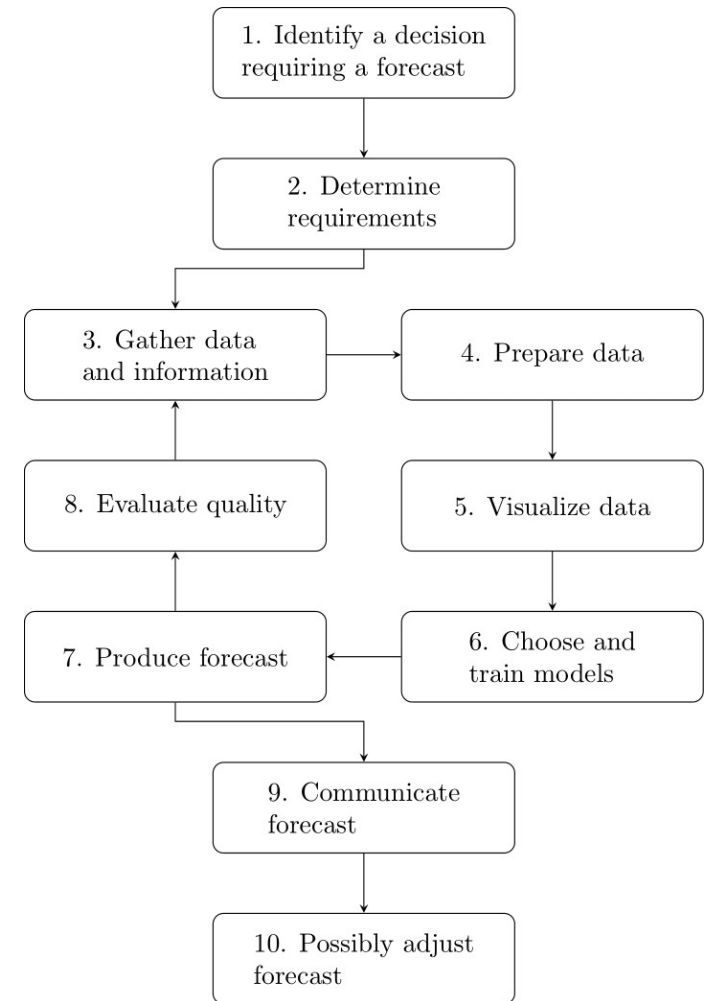 1. Identify a decision
requiring a forecast
2. Determine
requirements
3. Gather data
and information
4. Prepare data
5. Visualize data
6. Choose and
train models
7. Produce forecast
8. Evaluate quality
9. Communicate
forecast
10. Possibly adjust
forecast